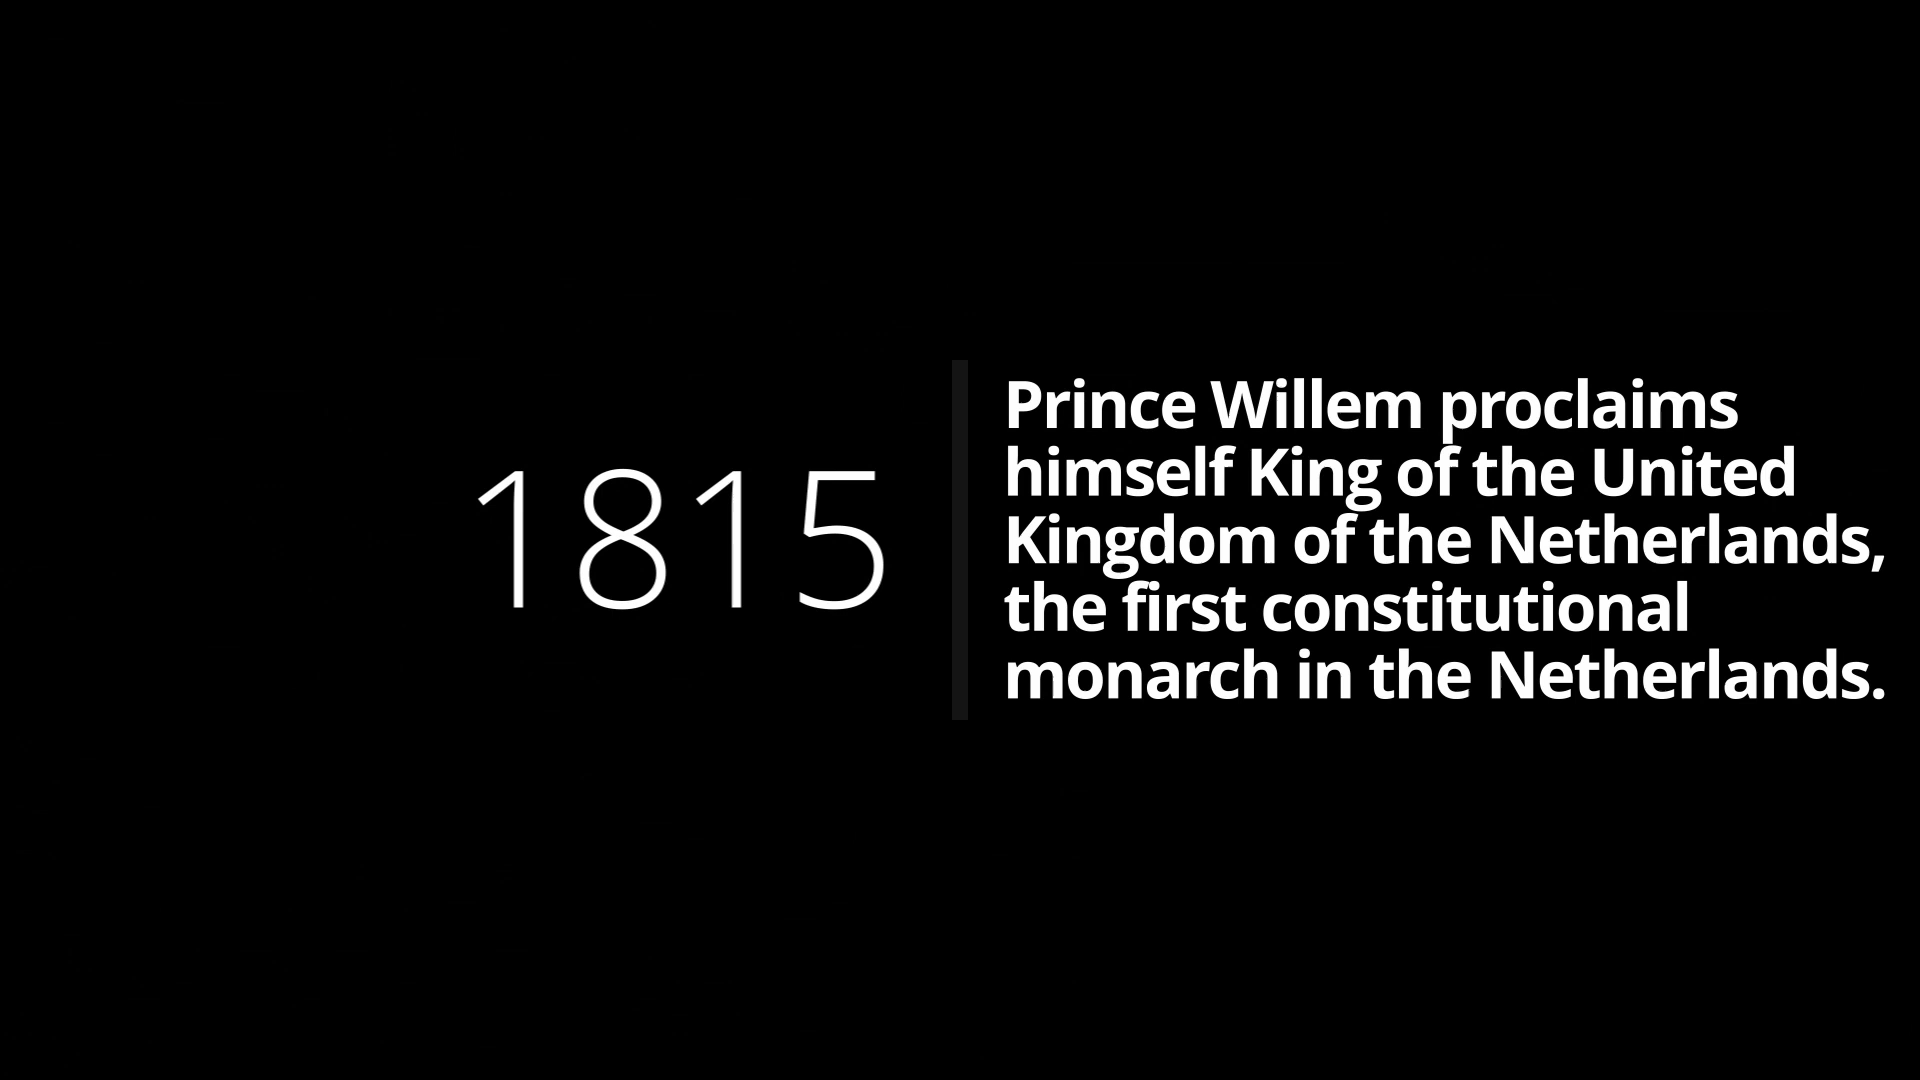 1815
Prince Willem proclaims
himself King of the United
Kingdom of the Netherlands,
the first constitutional
monarch in the Netherlands.